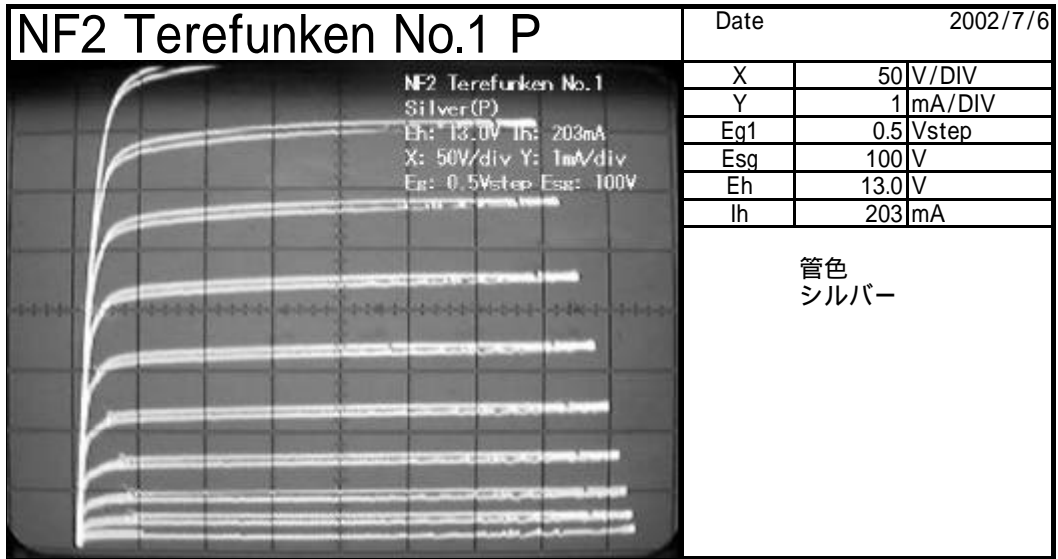 NF2 Terefunken No.1 P
Date 2002/7/6
NF2 Terefunken No.1
Silver(P)
Eh: 13.0V Ih: 203mA
X: 50V/div Y: 1mA/div
Eg: 0.5Vstep Esg: 100V
X 50 V/DIV
Y 1 mA/DIV
Eg1 0.5 Vstep
Esg 100 V
Eh 13.0 V
Ih 203 mA
管色
シルバー